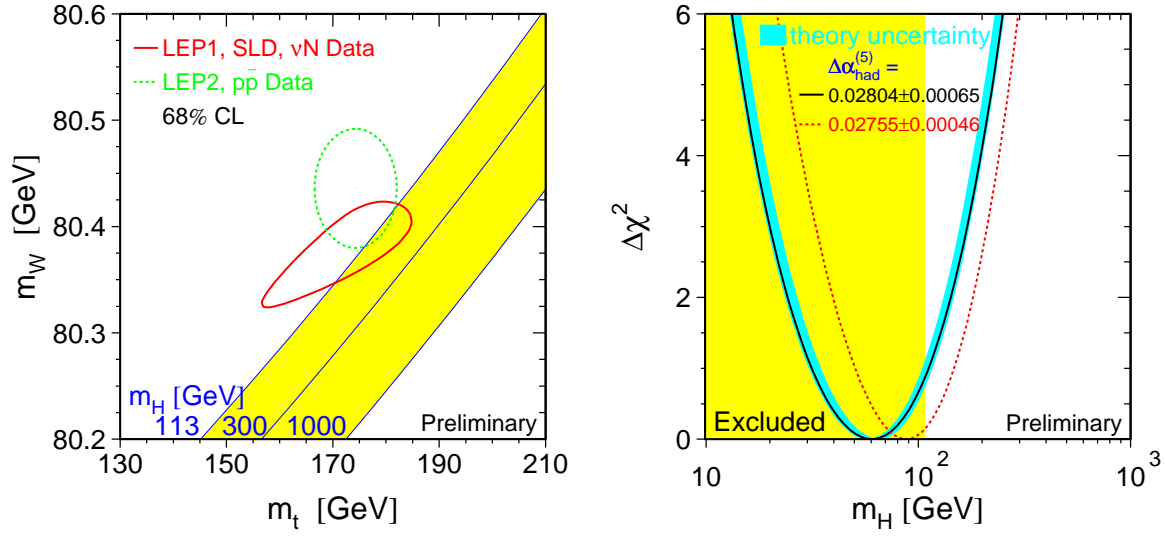 80.6
80.5
80.4
80.3
80.2
m_W [GeV]
LEP1, SLD, νN Data
LEP2, pp̄ Data
68% CL
m_H [GeV]
113 300 1000
Preliminary
130 150 170 190 210
m_t [GeV]
6
4
2
0
Δχ²
theory uncertainty
Δα_had^(5) =
0.02804±0.00065
0.02755±0.00046
Excluded
Preliminary
10 10² 10³
m_H [GeV]